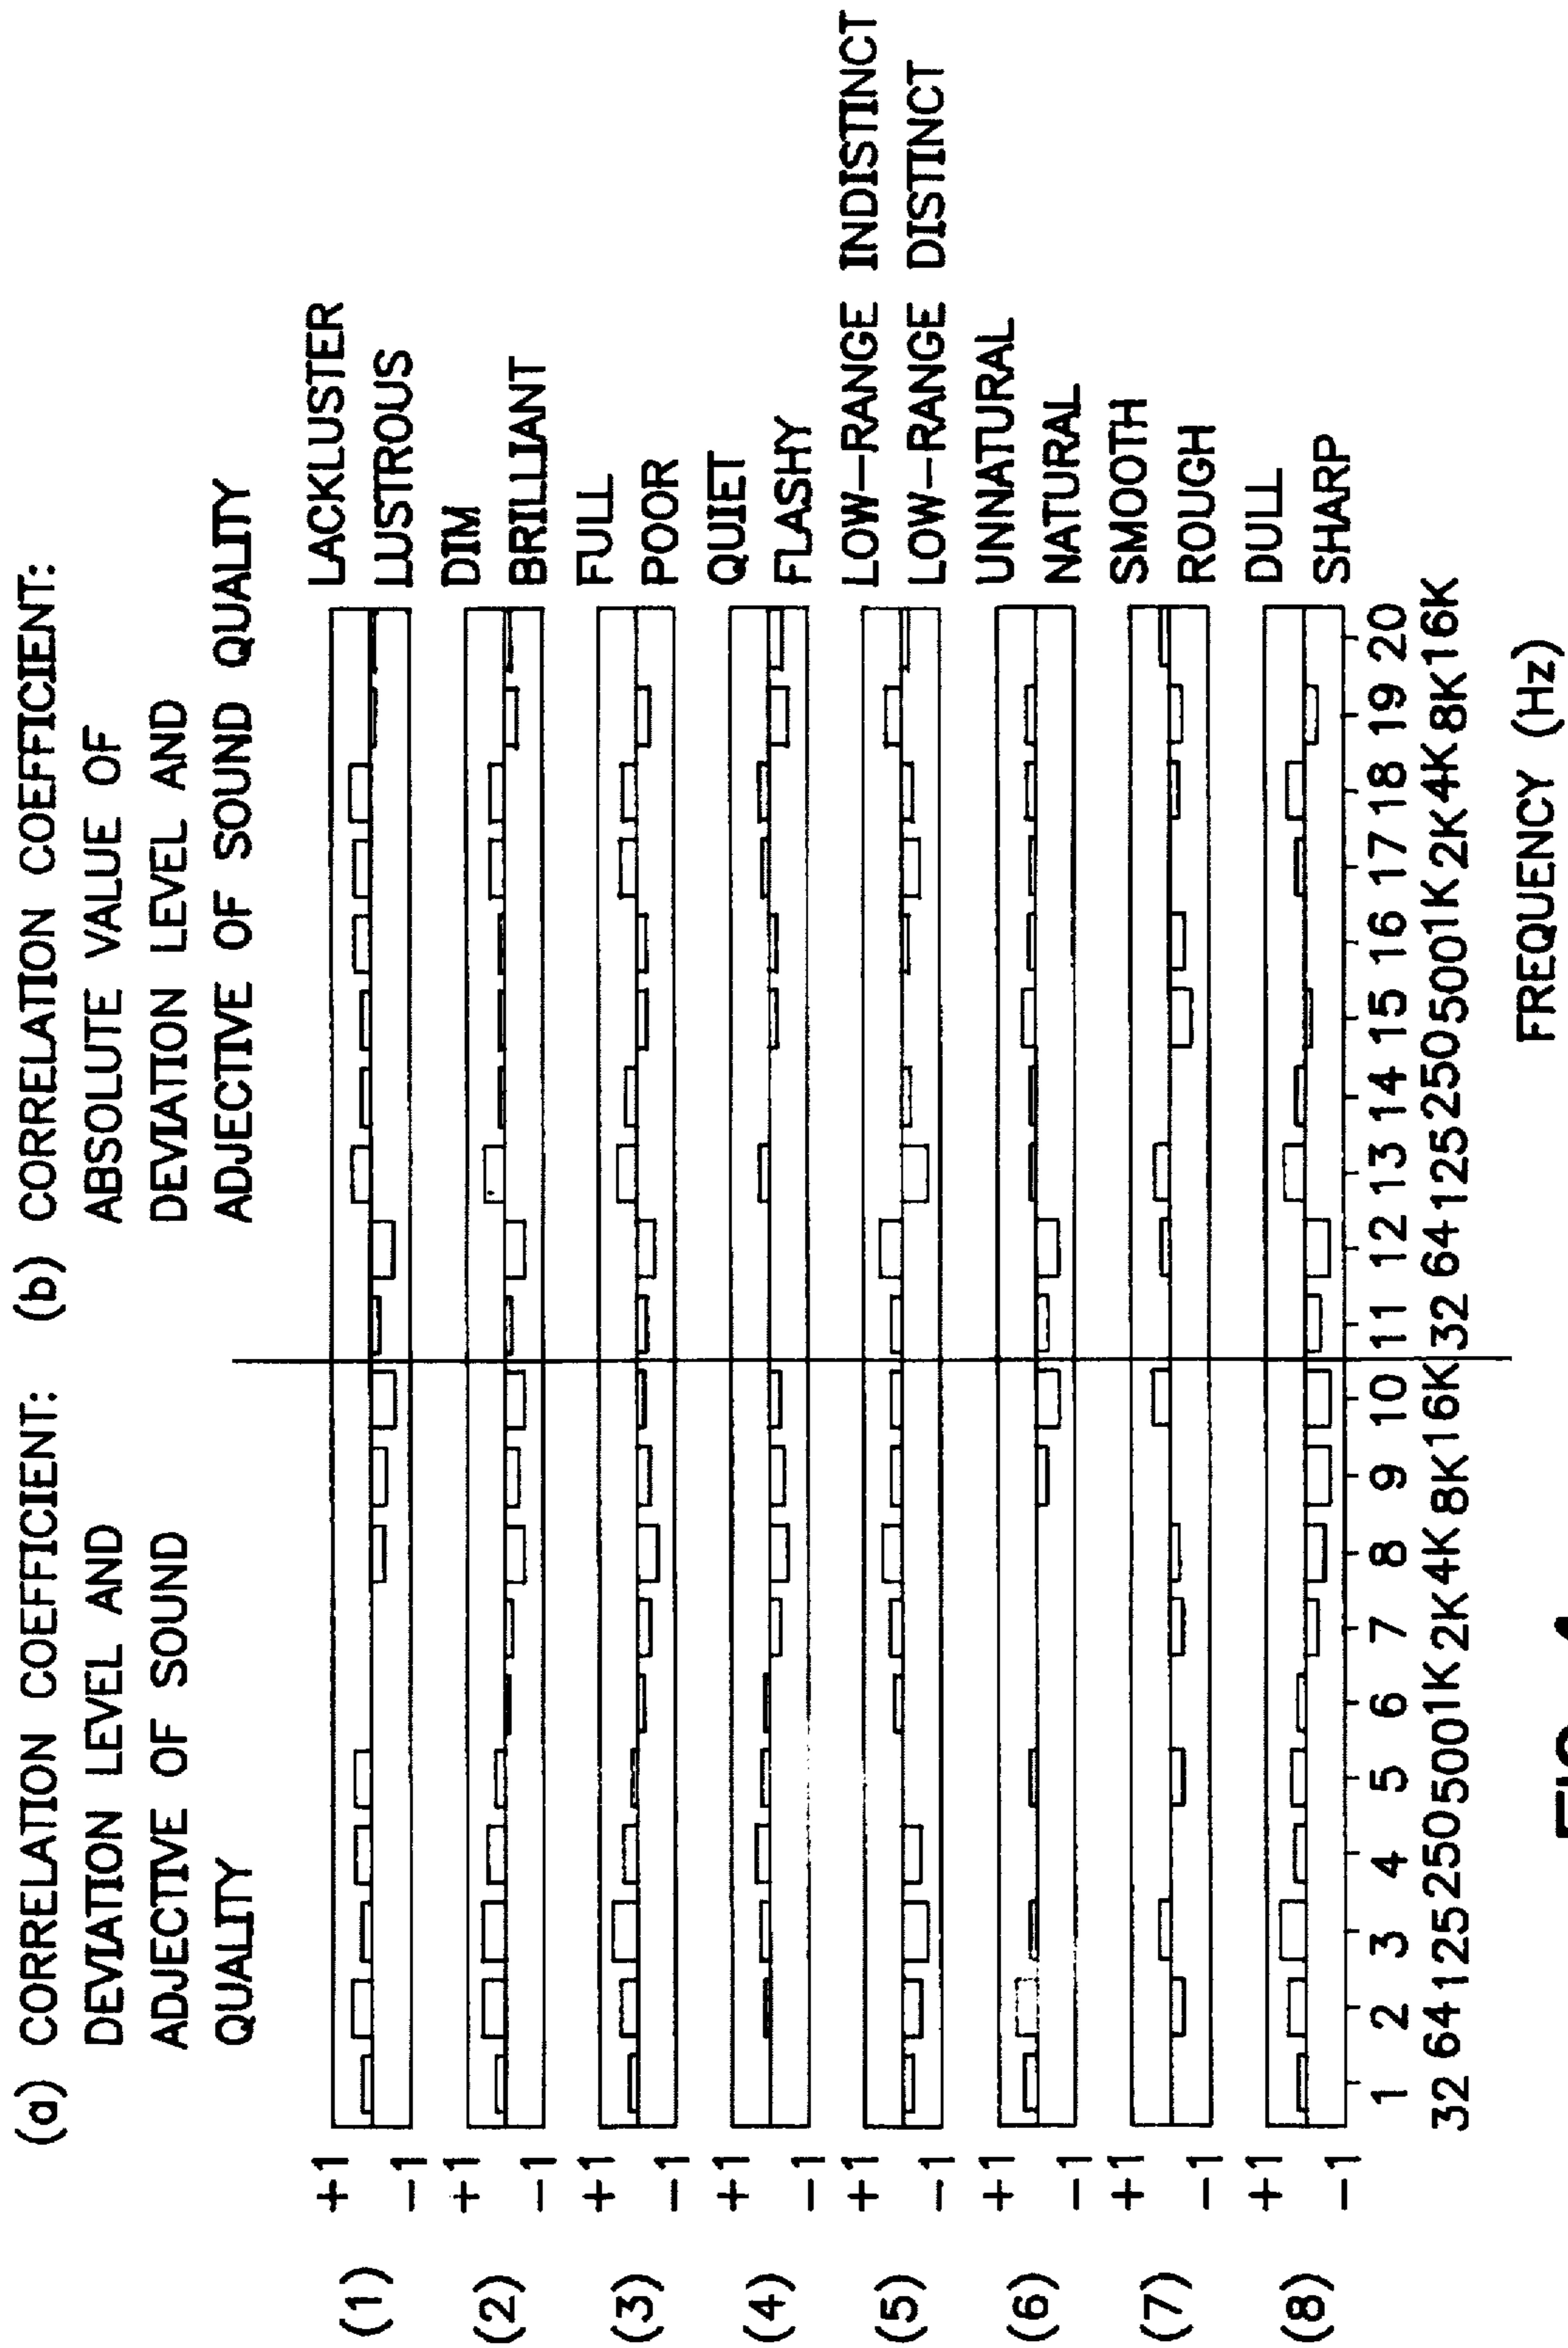 (a) CORRELATION COEFFICIENT:
DEVIATION LEVEL AND
ADJECTIVE OF SOUND
QUALITY
(b) CORRELATION COEFFICIENT:
ABSOLUTE VALUE OF
DEVIATION LEVEL AND
ADJECTIVE OF SOUND QUALITY
(1) +1 LACKLUSTER
-1 LUSTROUS
(2) +1 DIM
-1 BRILLIANT
(3) +1 FULL
-1 POOR
(4) +1 QUIET
-1 FLASHY
(5) +1 LOW-RANGE INDISTINCT
-1 LOW-RANGE DISTINCT
(6) +1 UNNATURAL
-1 NATURAL
(7) +1 SMOOTH
-1 ROUGH
(8) +1 DULL
-1 SHARP
1 2 3 4 5 6 7 8 9 10 11 12 13 14 15 16 17 18 19 20
32 64 125 250 500 1K 2K 4K 8K 16K 32 64 125 250 500 1K 2K 4K 8K 16K
FREQUENCY (Hz)